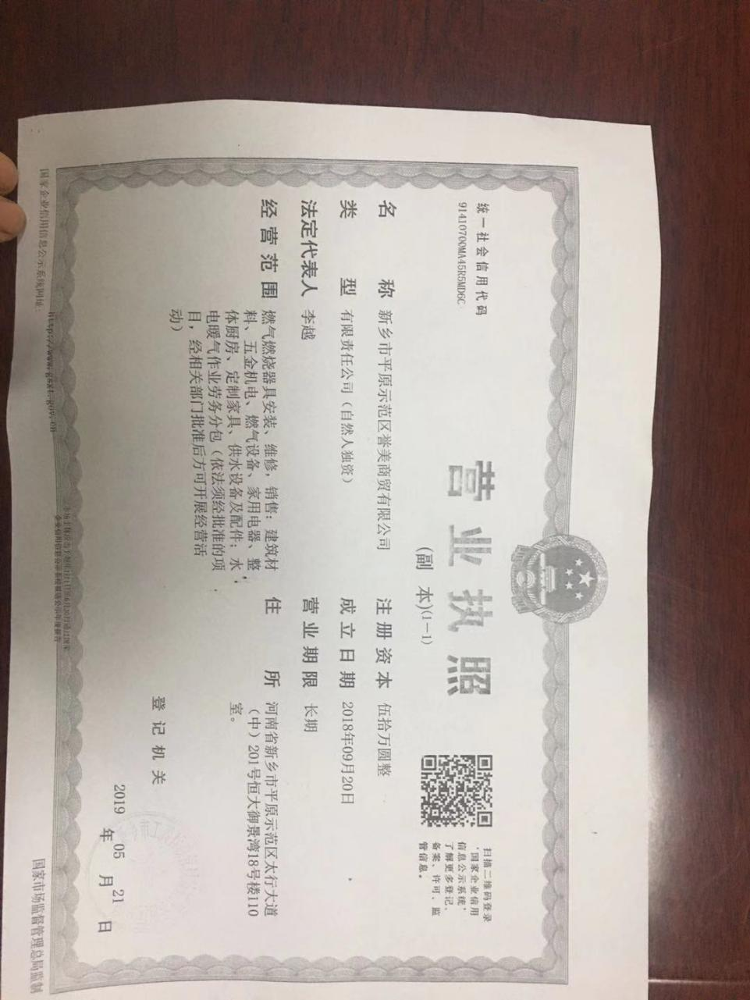 统一社会信用代码
91410700MA45R5MD6C
营业执照
(副 本)(1-1)
扫描二维码登录
'国家企业信用
信息公示系统'
了解更多登记、
备案、许可、监
管信息。
名 称 新乡市平原示范区誉美商贸有限公司
类 型 有限责任公司（自然人独资）
法定代表人 李越
经营范围 燃气燃烧器具安装、维修，销售：建筑材
料、五金机电、燃气设备、家用电器、整
体厨房、定制家具、供水设备及配件；水
电暖气作业劳务分包（依法须经批准的项
目，经相关部门批准后方可开展经营活
动）
注册资本 伍拾万圆整
成立日期 2018年09月20日
营业期限 长期
住 所 河南省新乡市平原示范区太行大道
（中）201号恒大御景湾18号楼110
室。
登记机关
2019 年 05 月 21 日
国家企业信用信息公示系统网址：
http://www.gsxt.gov.cn
国家市场监督管理总局监制